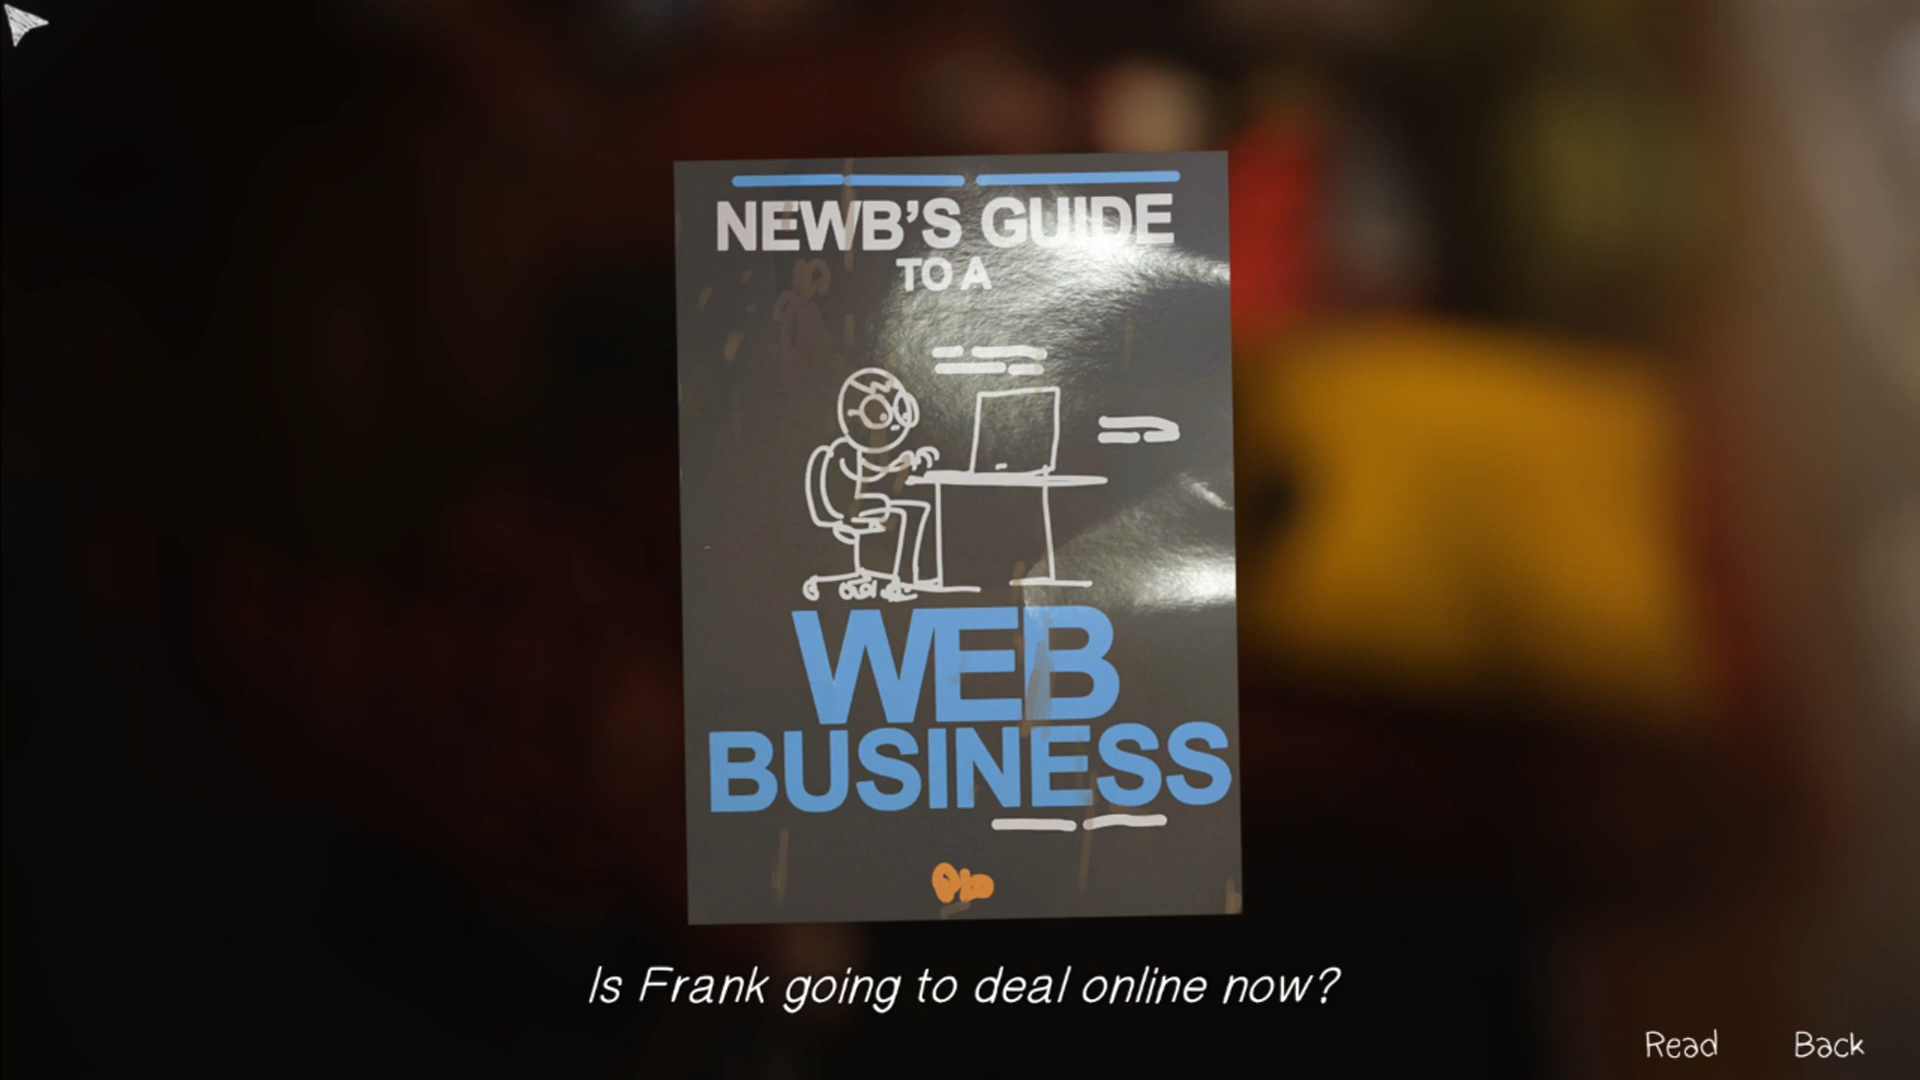 NEWB'S GUIDE
TO A
WEB
BUSINESS
Is Frank going to deal online now?
Read
Back